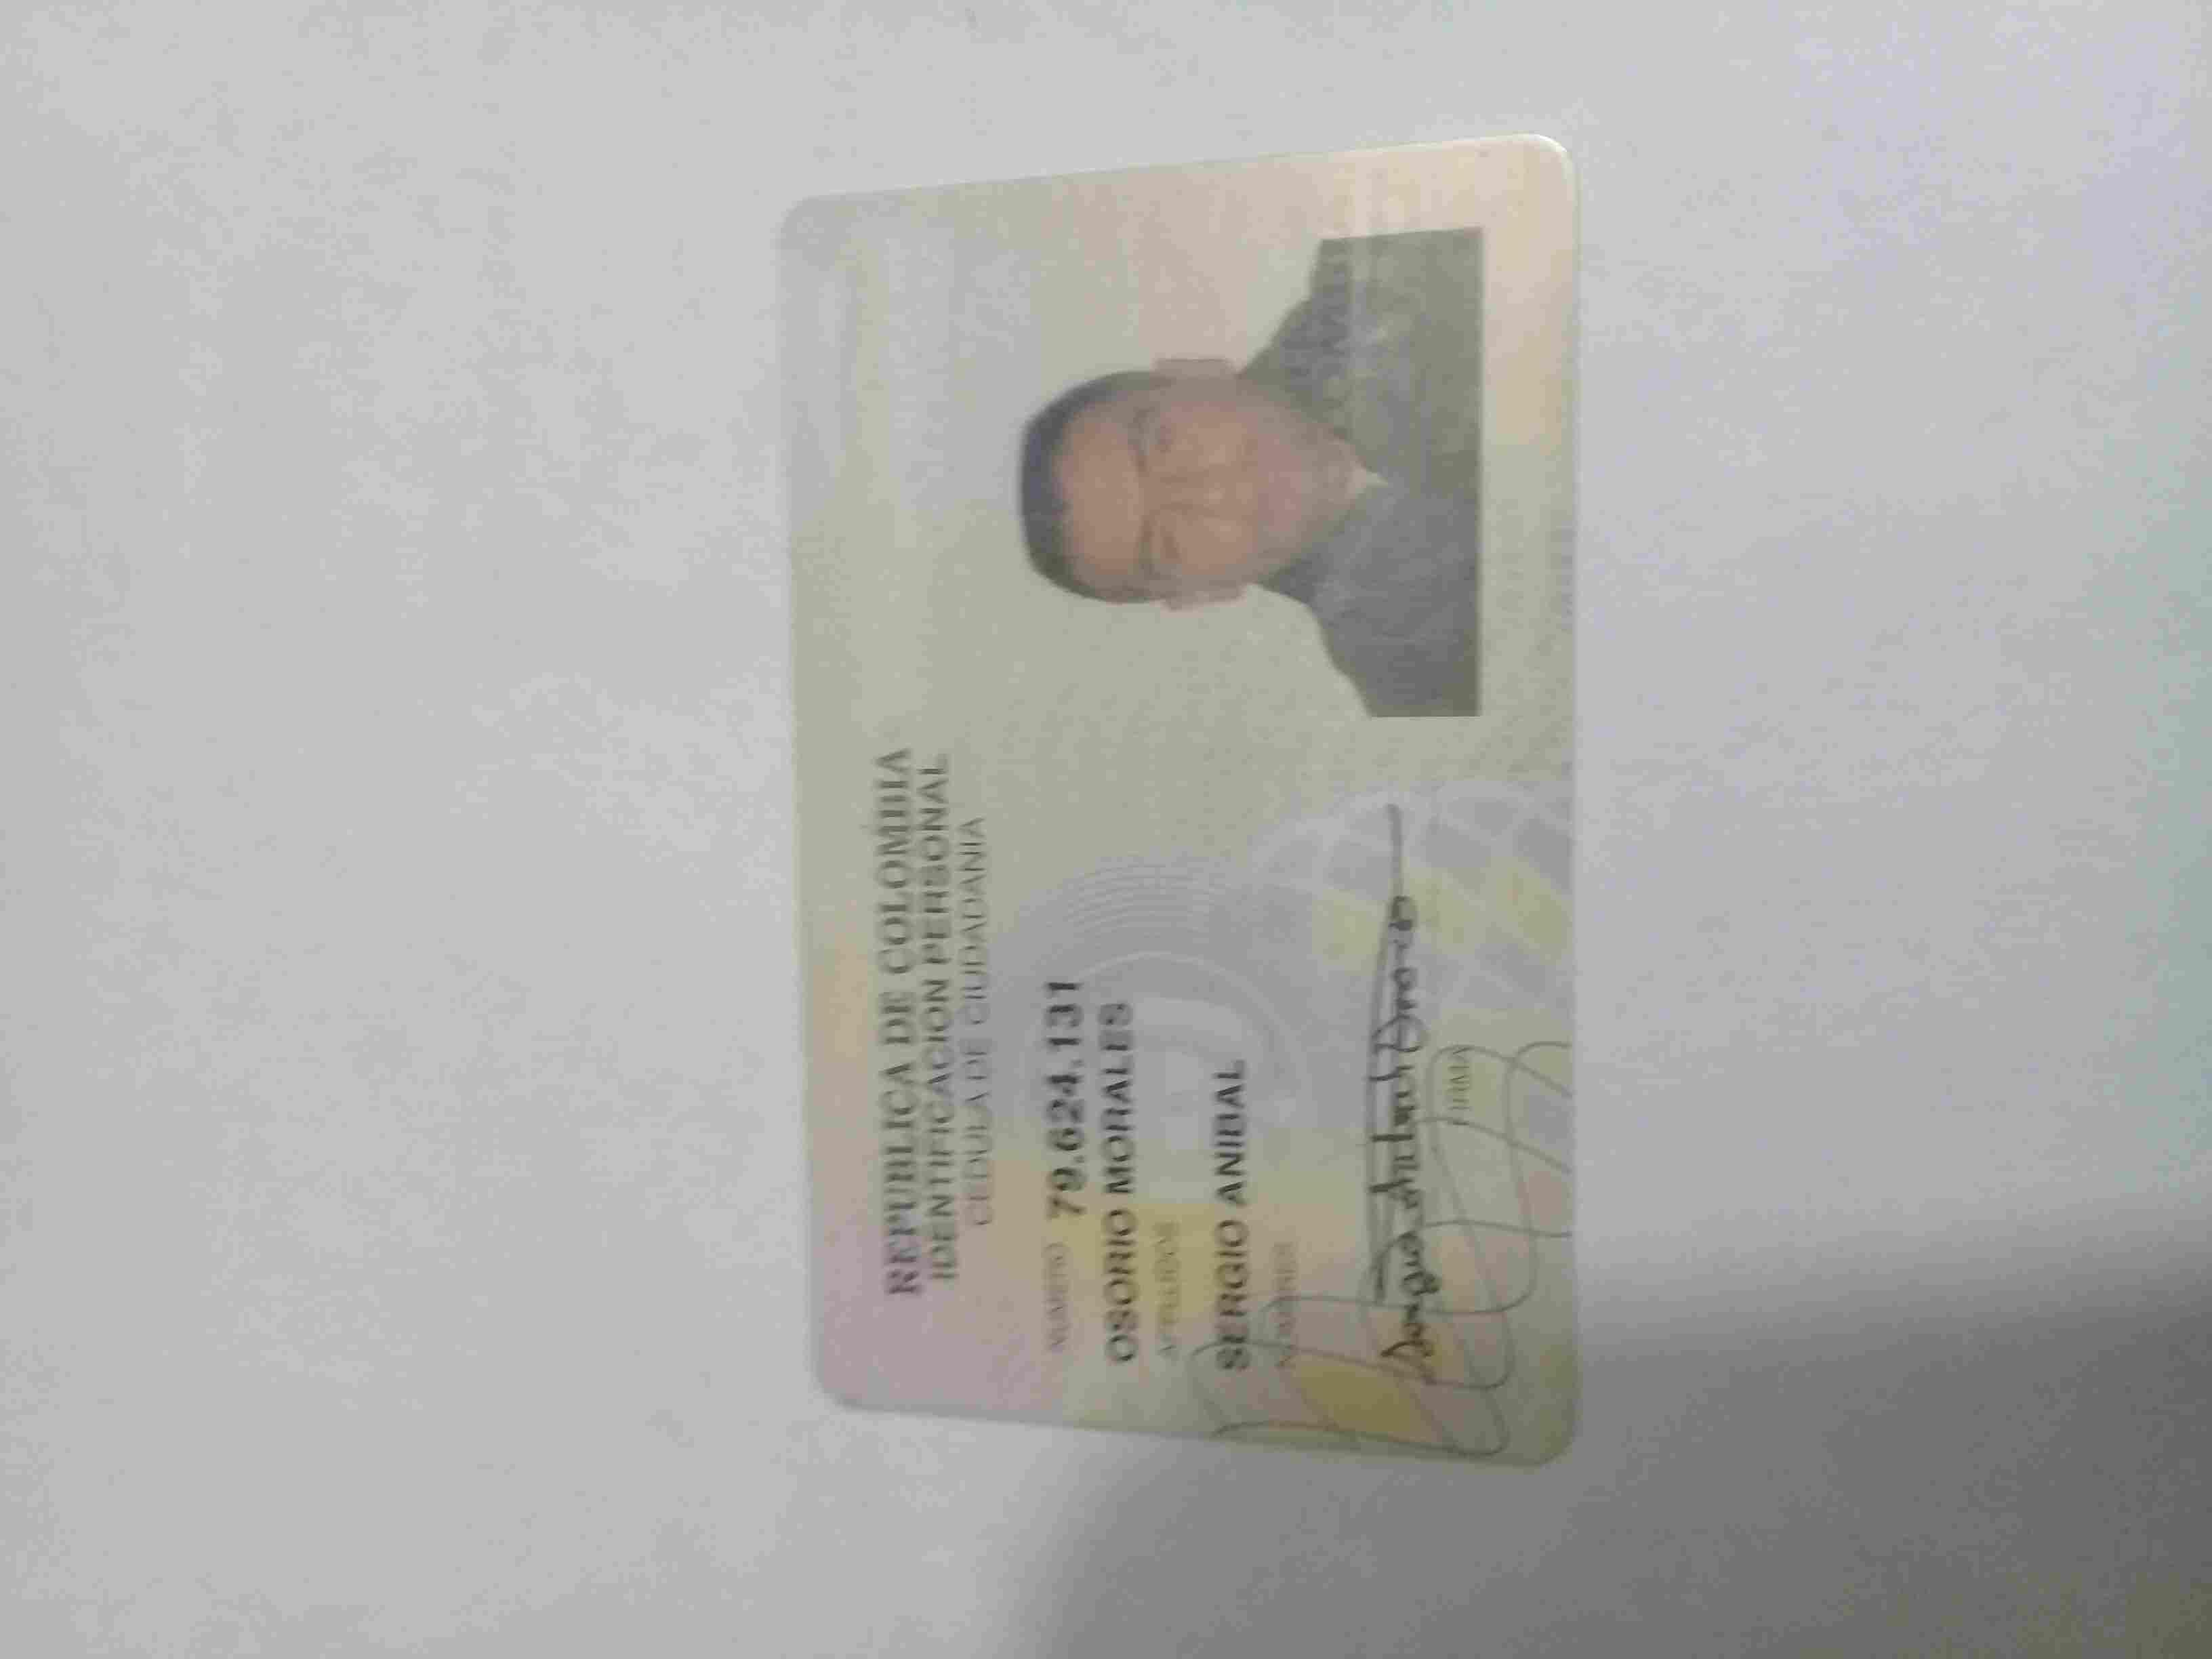 REPUBLICA DE COLOMBIA
IDENTIFICACION PERSONAL
CEDULA DE CIUDADANIA
NUMERO 79.624.131
OSORIO MORALES
APELLIDOS
SERGIO ANIBAL
NOMBRES
FIRMA